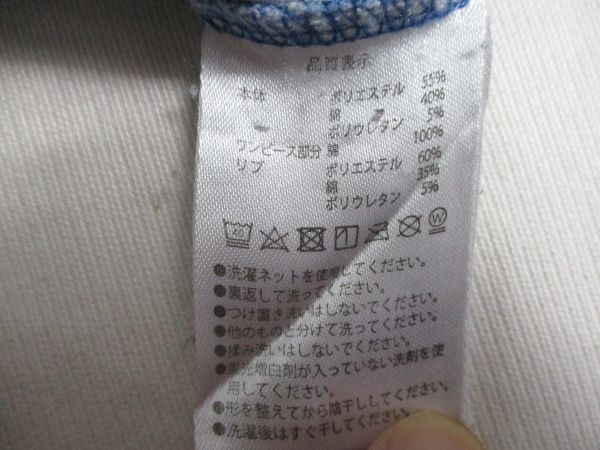 品質表示
本体 ポリエステル 55%
綿 40%
ポリウレタン 5%
ワンピース部分 綿 100%
リブ ポリエステル 60%
綿 35%
ポリウレタン 5%
40
W
●洗濯ネットを使用してください。
●裏返して洗ってください。
●つけ置き洗いはしないでください。
●他のものと分けて洗ってください。
●揉み洗いはしないでください。
●蛍光増白剤が入っていない洗剤を使
用してください。
●形を整えてから陰干ししてください。
●洗濯後はすぐ干してください。